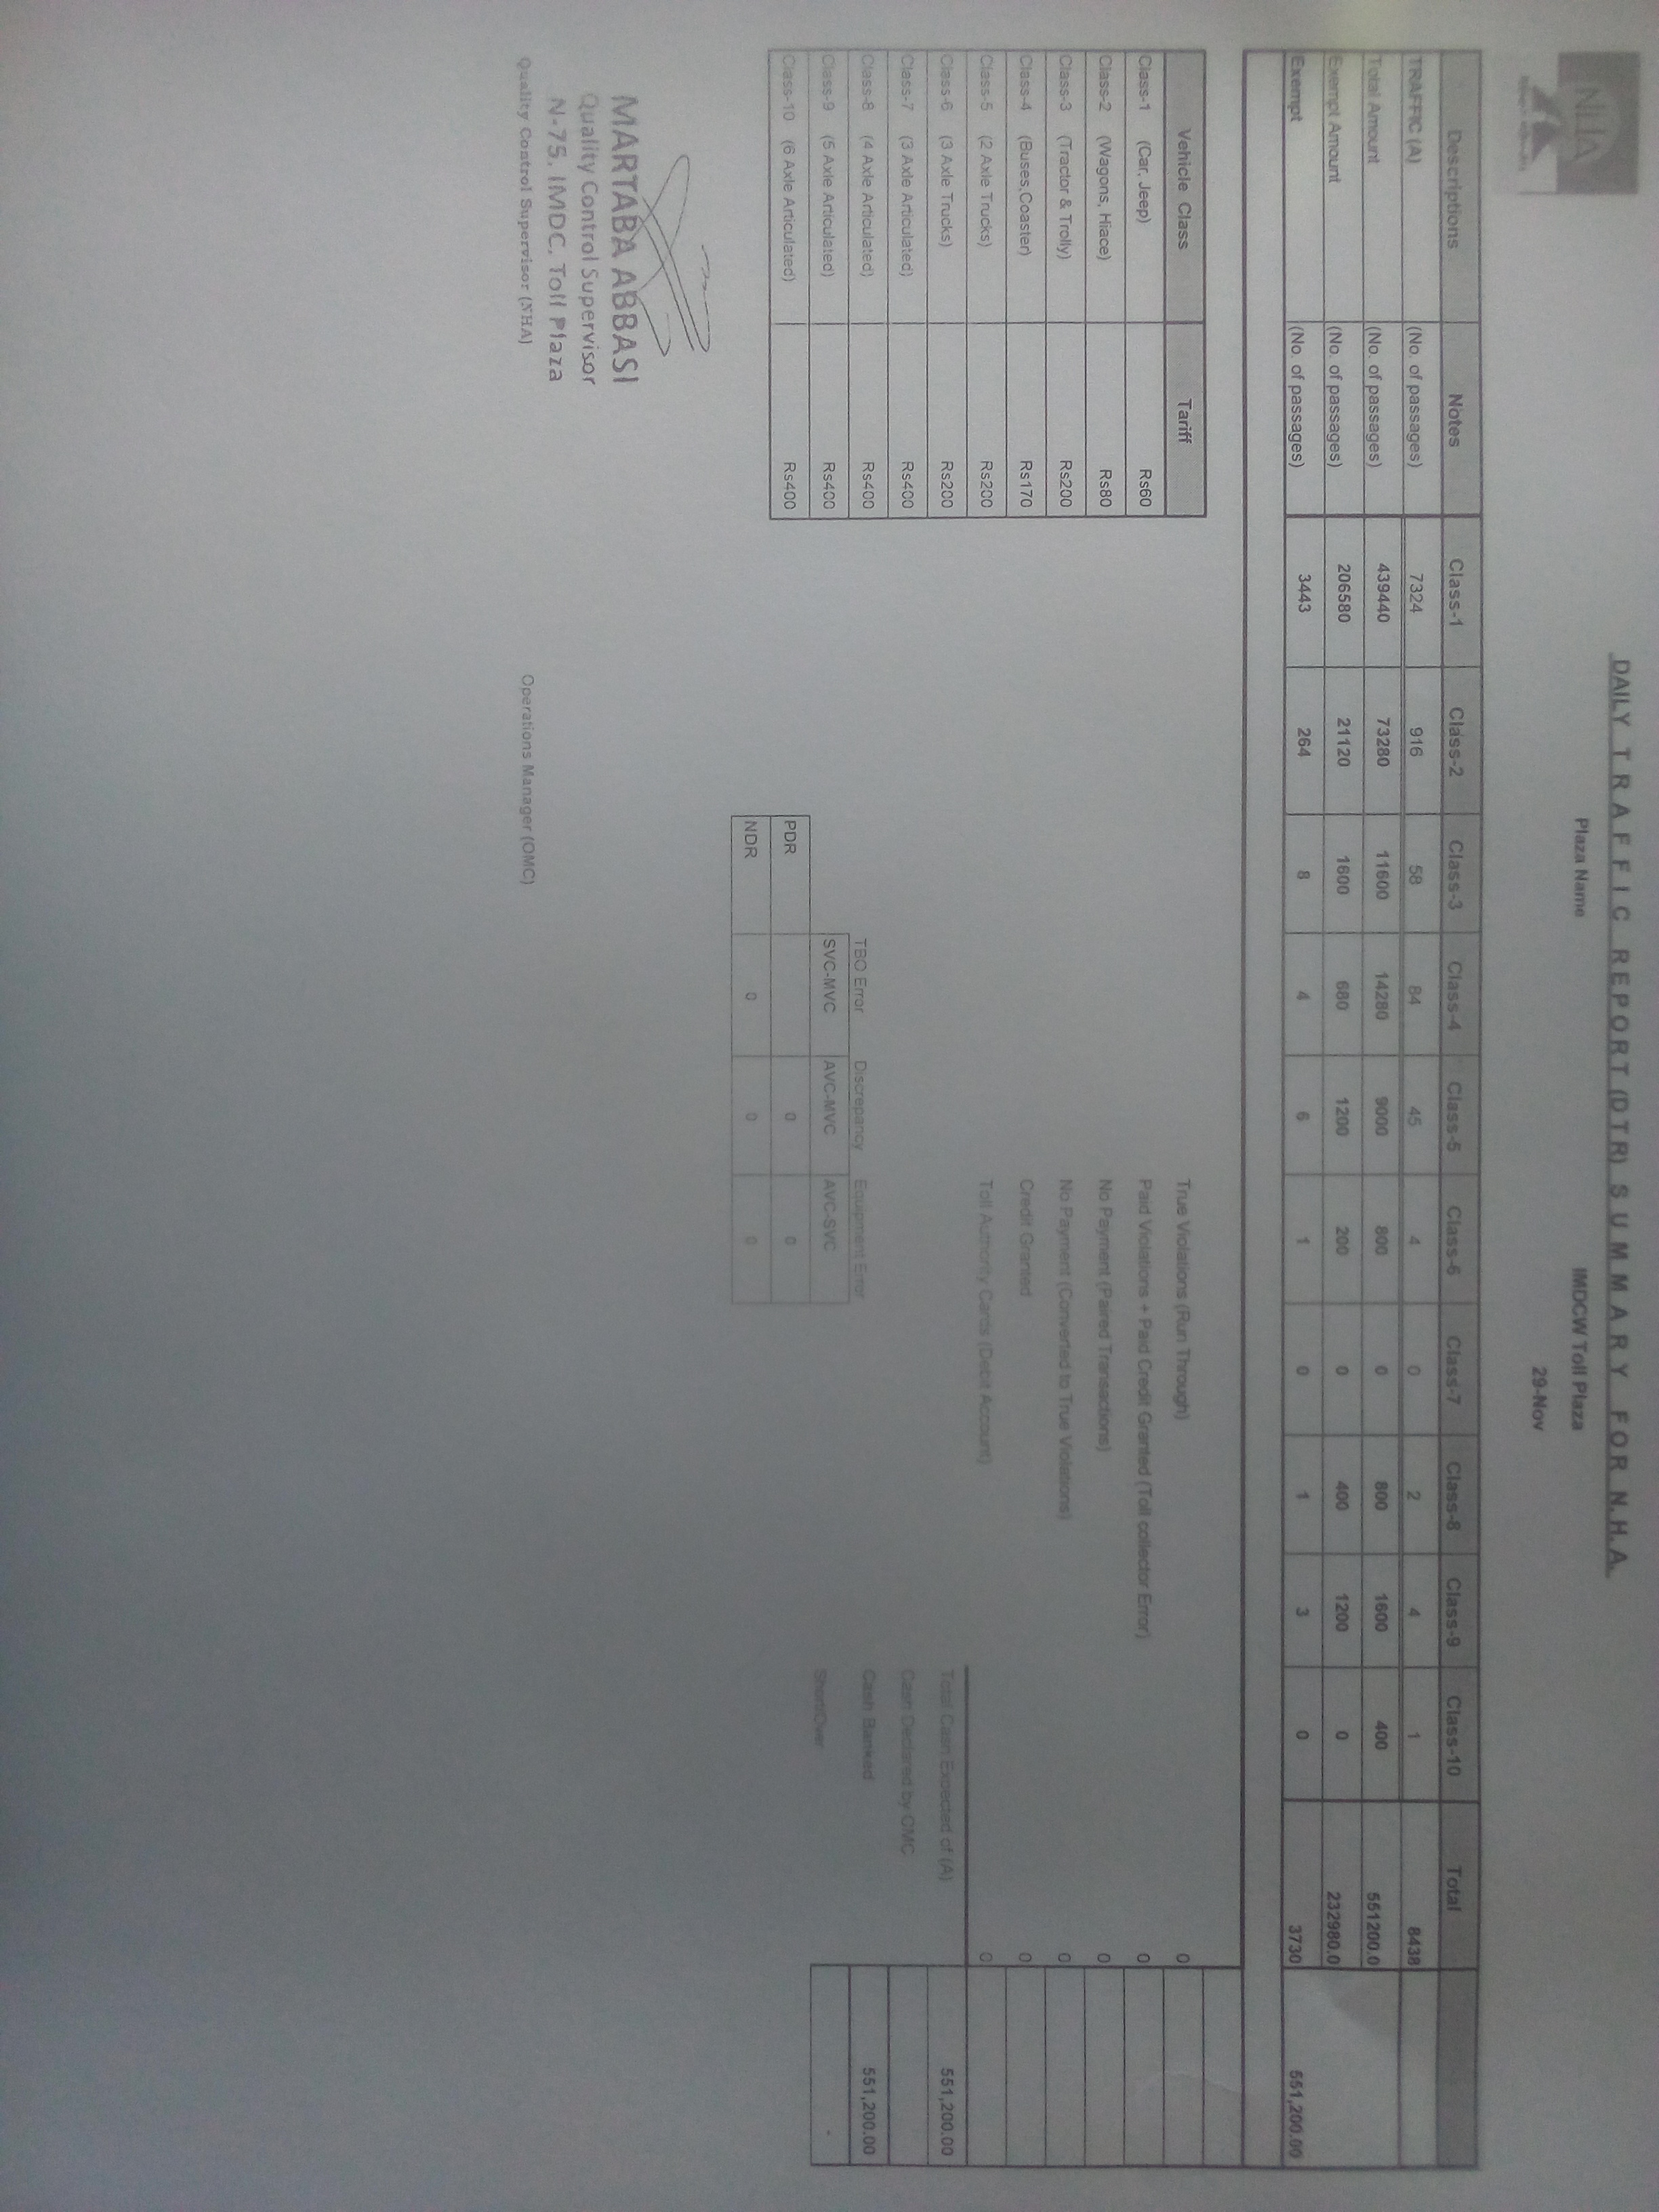 NHA
DAILY TRAFFIC REPORT (DTR) SUMMARY FOR N.H.A.
Plaza Name IMDCW Toll Plaza
29-Nov
Descriptions Notes Class-1 Class-2 Class-3 Class-4 Class-5 Class-6 Class-7 Class-8 Class-9 Class-10 Total
TRAFFIC (A) (No. of passages) 7324 916 58 84 45 4 0 2 4 1 8438
Total Amount (No. of passages) 439440 73280 11600 14280 9000 800 0 800 1600 400 551200.0
Exempt Amount (No. of passages) 206580 21120 1600 680 1200 200 0 400 1200 0 232980.0
Exempt (No. of passages) 3443 264 8 4 6 1 0 1 3 0 3730 551,200.00
Vehicle Class Tariff
Class-1 (Car, Jeep) Rs60
Class-2 (Wagons, Hiace) Rs80
Class-3 (Tractor & Trolly) Rs200
Class-4 (Buses,Coaster) Rs170
Class-5 (2 Axle Trucks) Rs200
Class-6 (3 Axle Trucks) Rs200
Class-7 (3 Axle Articulated) Rs400
Class-8 (4 Axle Articulated) Rs400
Class-9 (5 Axle Articulated) Rs400
Class-10 (6 Axle Articulated) Rs400
True Violations (Run Through) 0
Paid Violations + Paid Credit Granted (Toll collector Error) 0
No Payment (Paired Transactions) 0
No Payment (Converted to True Violations) 0
Credit Granted 0
Toll Authority Cards (Debit Account) 0
Total Cash Expected of (A) 551,200.00
Cash Declared by OMC
Cash Banked 551,200.00
Short/Over -
TBO Error Discrepancy Equipment Error
SVC-MVC AVC-MVC AVC-SVC
PDR 0 0
NDR 0 0 0
MARTABA ABBASI
Quality Control Supervisor
N-75, IMDC, Toll Plaza
Quality Control Supervisor (NHA) Operations Manager (OMC)